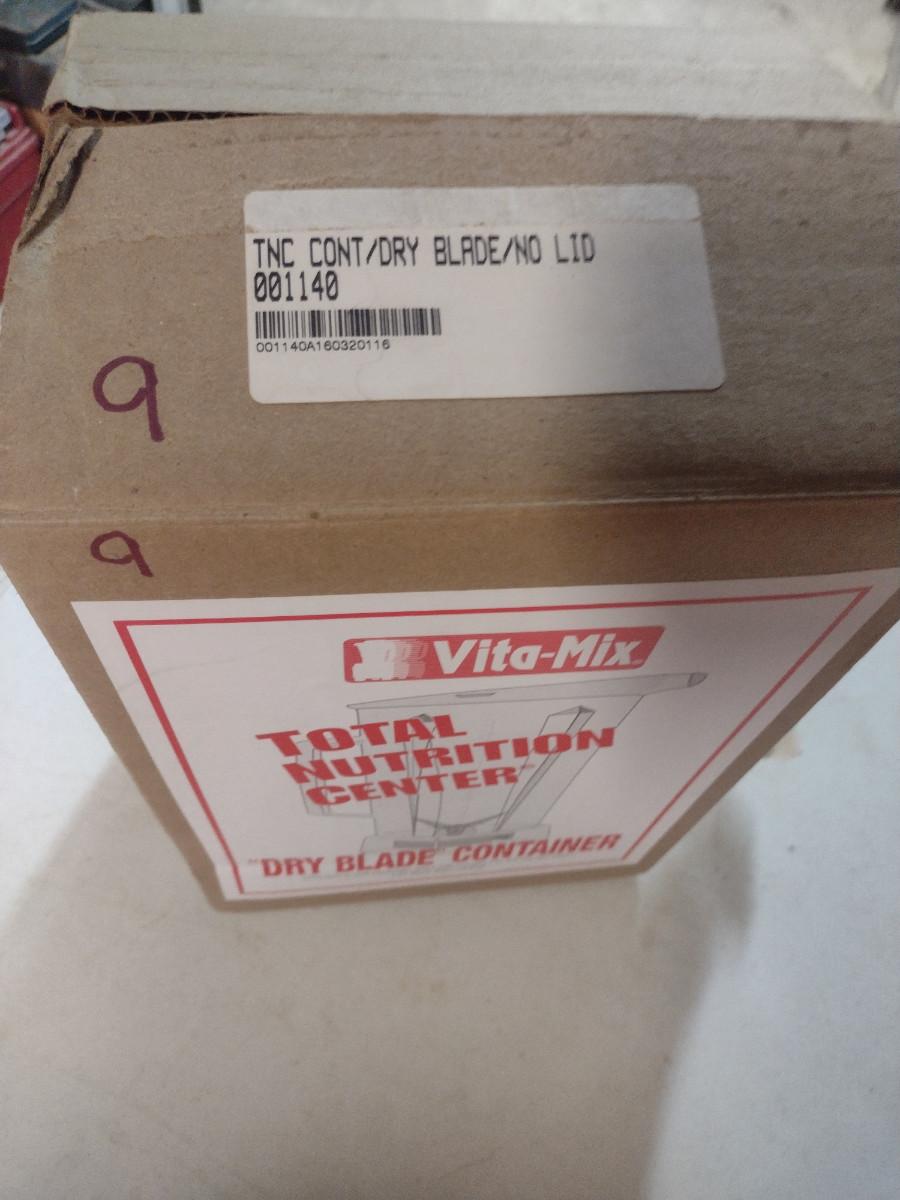 TNC CONT/DRY BLADE/NO LID
001140
001140A160320116
9
9
Vita-Mix
TOTAL
NUTRITION
CENTER
"DRY BLADE" CONTAINER